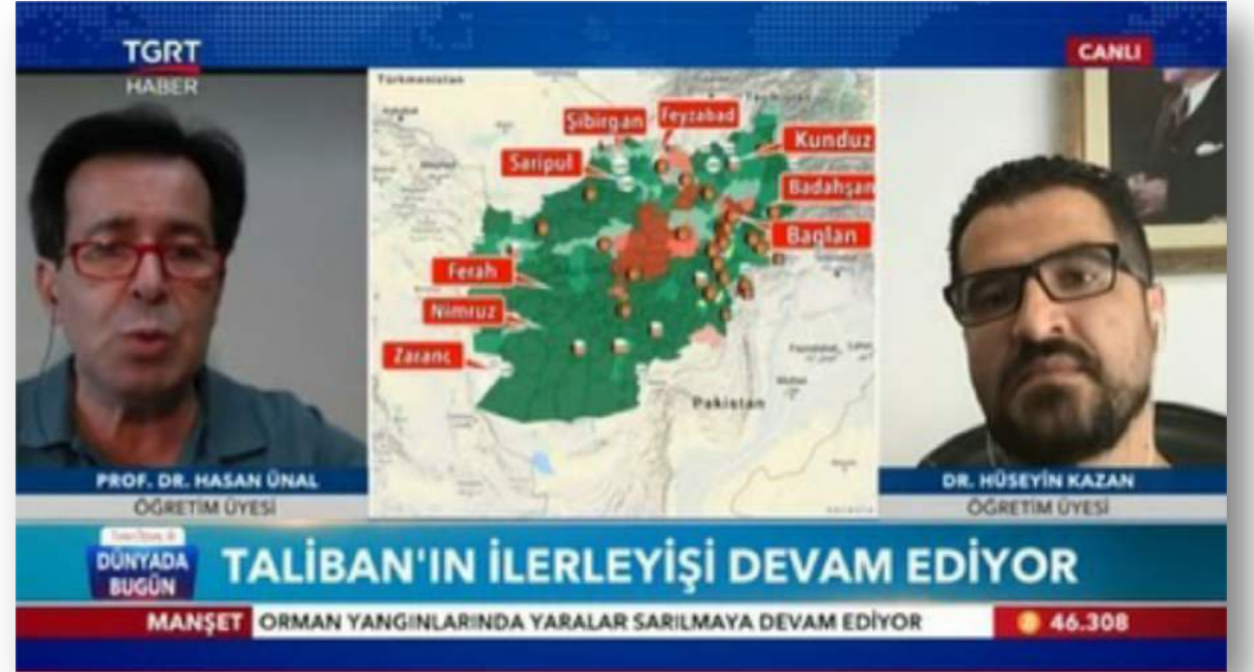 TGRT
HABER
CANLI
Türkmenistan
Şibirgan
Feyzabad
Kunduz
Saripul
Badahşan
Baglan
Ferah
Nimruz
Zaranc
Pakistan
PROF. DR. HASAN ÜNAL
ÖĞRETİM ÜYESİ
DR. HÜSEYİN KAZAN
ÖĞRETİM ÜYESİ
DÜNYADA
BUGÜN
TALİBAN'IN İLERLEYİŞİ DEVAM EDİYOR
MANŞET ORMAN YANGINLARINDA YARALAR SARILMAYA DEVAM EDİYOR 46.308